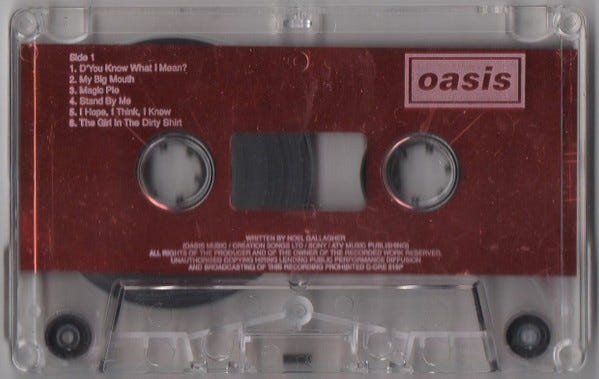 Side 1
1. D'You Know What I Mean?
2. My Big Mouth
3. Magic Pie
4. Stand By Me
5. I Hope, I Think, I Know
6. The Girl In The Dirty Shirt
oasis
WRITTEN BY NOEL GALLAGHER
(OASIS MUSIC / CREATION SONGS LTD / SONY / ATV MUSIC PUBLISHING)
ALL RIGHTS OF THE PRODUCER AND OF THE OWNER OF THE RECORDED WORK RESERVED.
UNAUTHORISED COPYING HIRING LENDING PUBLIC PERFORMANCE DIFFUSION
AND BROADCASTING OF THIS RECORDING PROHIBITED C-CRE 219P